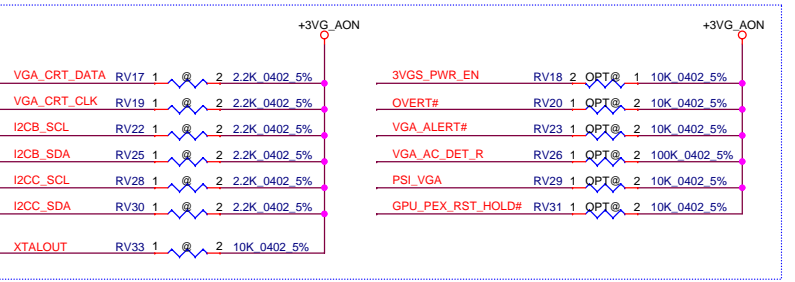 +3VG_AON
VGA_CRT_DATA RV17 1 @ 2 2.2K_0402_5%
VGA_CRT_CLK RV19 1 @ 2 2.2K_0402_5%
I2CB_SCL RV22 1 @ 2 2.2K_0402_5%
I2CB_SDA RV25 1 @ 2 2.2K_0402_5%
I2CC_SCL RV28 1 @ 2 2.2K_0402_5%
I2CC_SDA RV30 1 @ 2 2.2K_0402_5%
XTALOUT RV33 1 @ 2 10K_0402_5%
+3VG_AON
3VGS_PWR_EN RV18 2 OPT@ 1 10K_0402_5%
OVERT# RV20 1 OPT@ 2 10K_0402_5%
VGA_ALERT# RV23 1 OPT@ 2 10K_0402_5%
VGA_AC_DET_R RV26 1 OPT@ 2 100K_0402_5%
PSI_VGA RV29 1 OPT@ 2 10K_0402_5%
GPU_PEX_RST_HOLD# RV31 1 OPT@ 2 10K_0402_5%